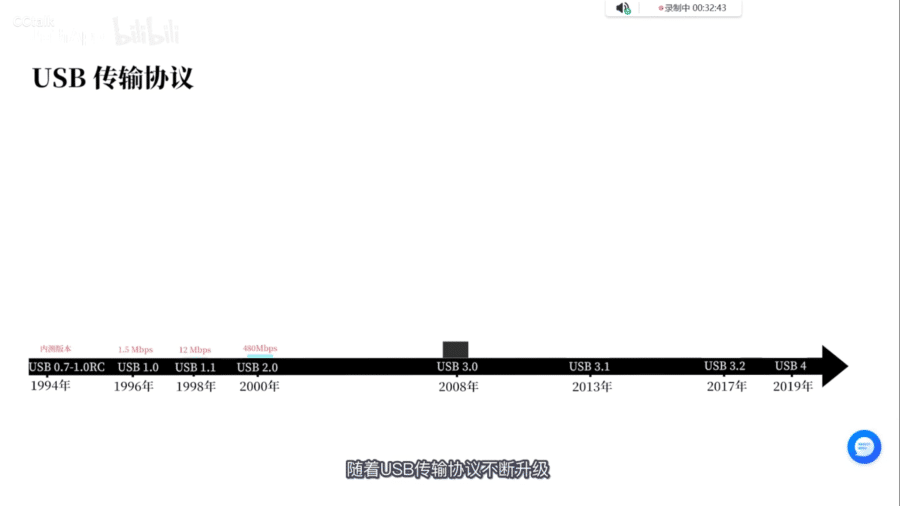 CCtalk
bilibili
录制中 00:32:43
USB 传输协议
内测版本
1.5 Mbps
12 Mbps
480Mbps
USB 0.7-1.0RC
USB 1.0
USB 1.1
USB 2.0
USB 3.0
USB 3.1
USB 3.2
USB 4
1994年
1996年
1998年
2000年
2008年
2013年
2017年
2019年
随着USB传输协议不断升级